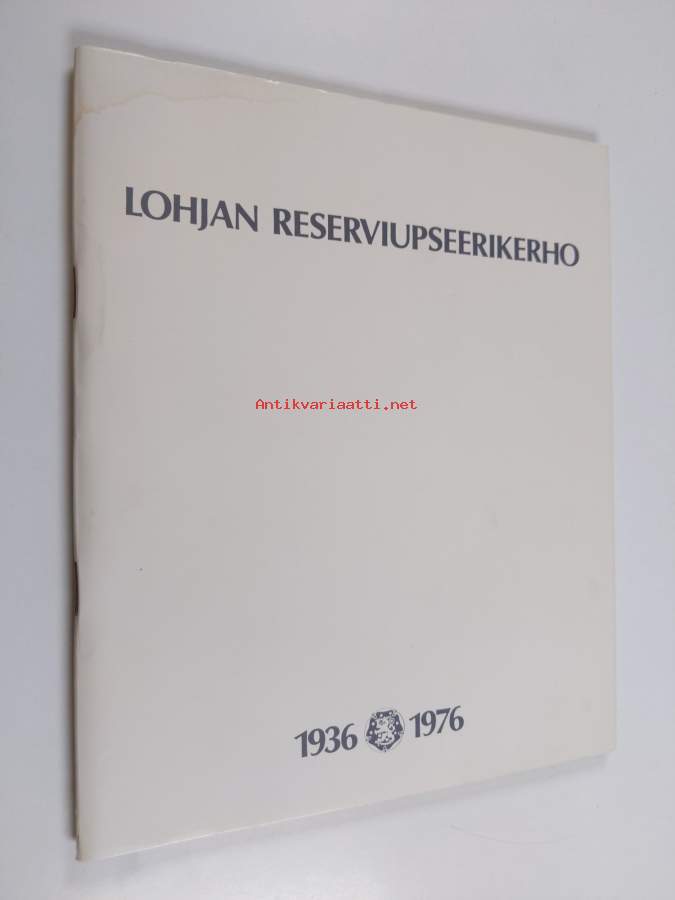 LOHJAN RESERVIUPSEERIKERHO
Antikvariaatti.net
1936 1976